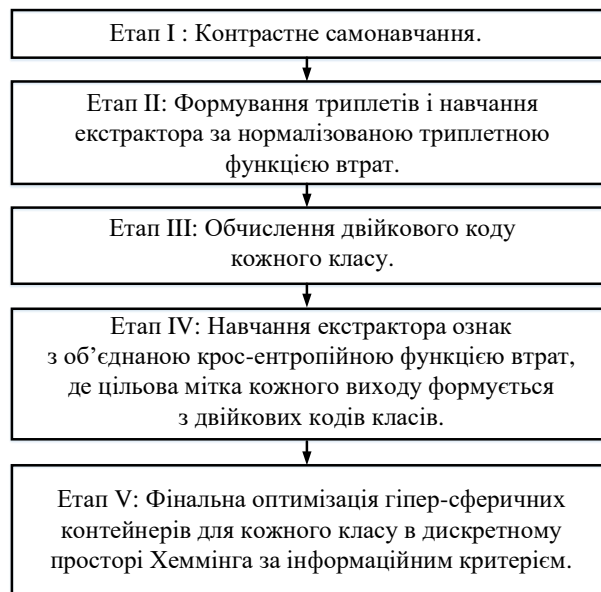 Етап I : Контрастне самонавчання.
Етап II: Формування триплетів і навчання
екстрактора за нормалізованою триплетною
функцією втрат.
Етап III: Обчислення двійкового коду
кожного класу.
Етап IV: Навчання екстрактора ознак
з об’єднаною крос-ентропійною функцією втрат,
де цільова мітка кожного виходу формується
з двійкових кодів класів.
Етап V: Фінальна оптимізація гіпер-сферичних
контейнерів для кожного класу в дискретному
просторі Хеммінга за інформаційним критерієм.